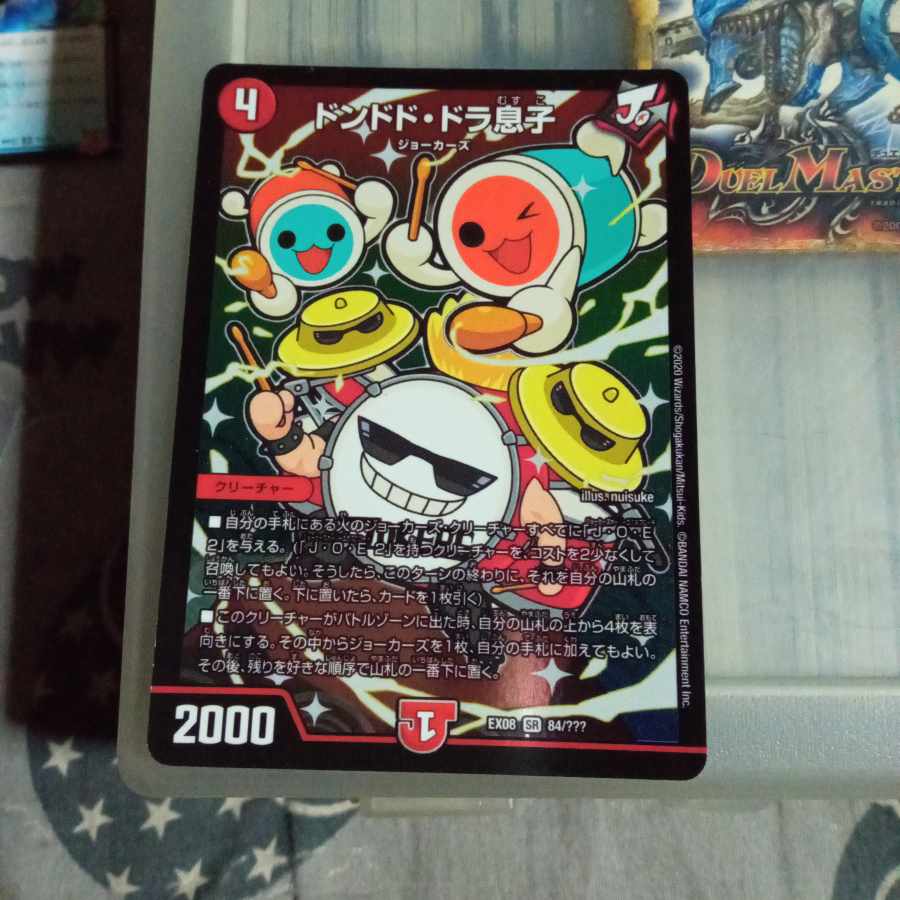 4
むすこ
ドンドド・ドラ息子
ジョーカーズ
J
DUEL MAST
デュエ
illus. nuisuke
クリーチャー
■自分の手札にある火のジョーカーズ・クリーチャーすべてに「J・O・E
2」を与える。(「J・O・E 2」を持つクリーチャーを、コストを2少なくして
召喚してもよい。そうしたら、このターンの終わりに、それを自分の山札の
一番下に置く。下に置いたら、カードを1枚引く)
■このクリーチャーがバトルゾーンに出た時、自分の山札の上から4枚を表
向きにする。その中からジョーカーズを1枚、自分の手札に加えてもよい。
その後、残りを好きな順序で山札の一番下に置く。
2000
EX08 SR 84/???
©2020 Wizards/Shogakukan/Mitsui-Kids. ©BANDAI NAMCO Entertainment Inc.